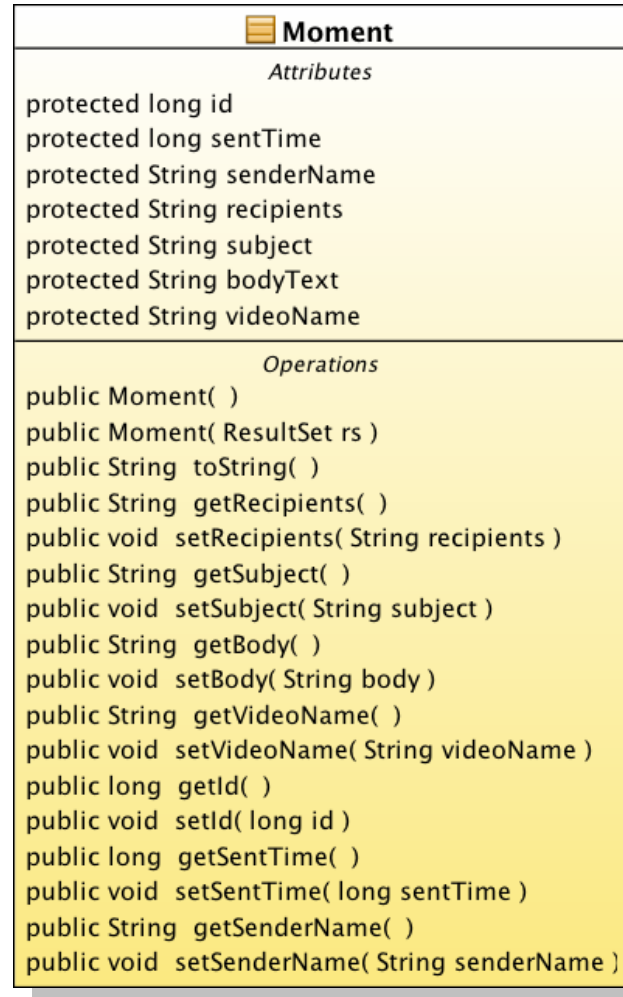 Moment
Attributes
protected long id
protected long sentTime
protected String senderName
protected String recipients
protected String subject
protected String bodyText
protected String videoName
Operations
public Moment( )
public Moment( ResultSet rs )
public String toString( )
public String getRecipients( )
public void setRecipients( String recipients )
public String getSubject( )
public void setSubject( String subject )
public String getBody( )
public void setBody( String body )
public String getVideoName( )
public void setVideoName( String videoName )
public long getId( )
public void setId( long id )
public long getSentTime( )
public void setSentTime( long sentTime )
public String getSenderName( )
public void setSenderName( String senderName )